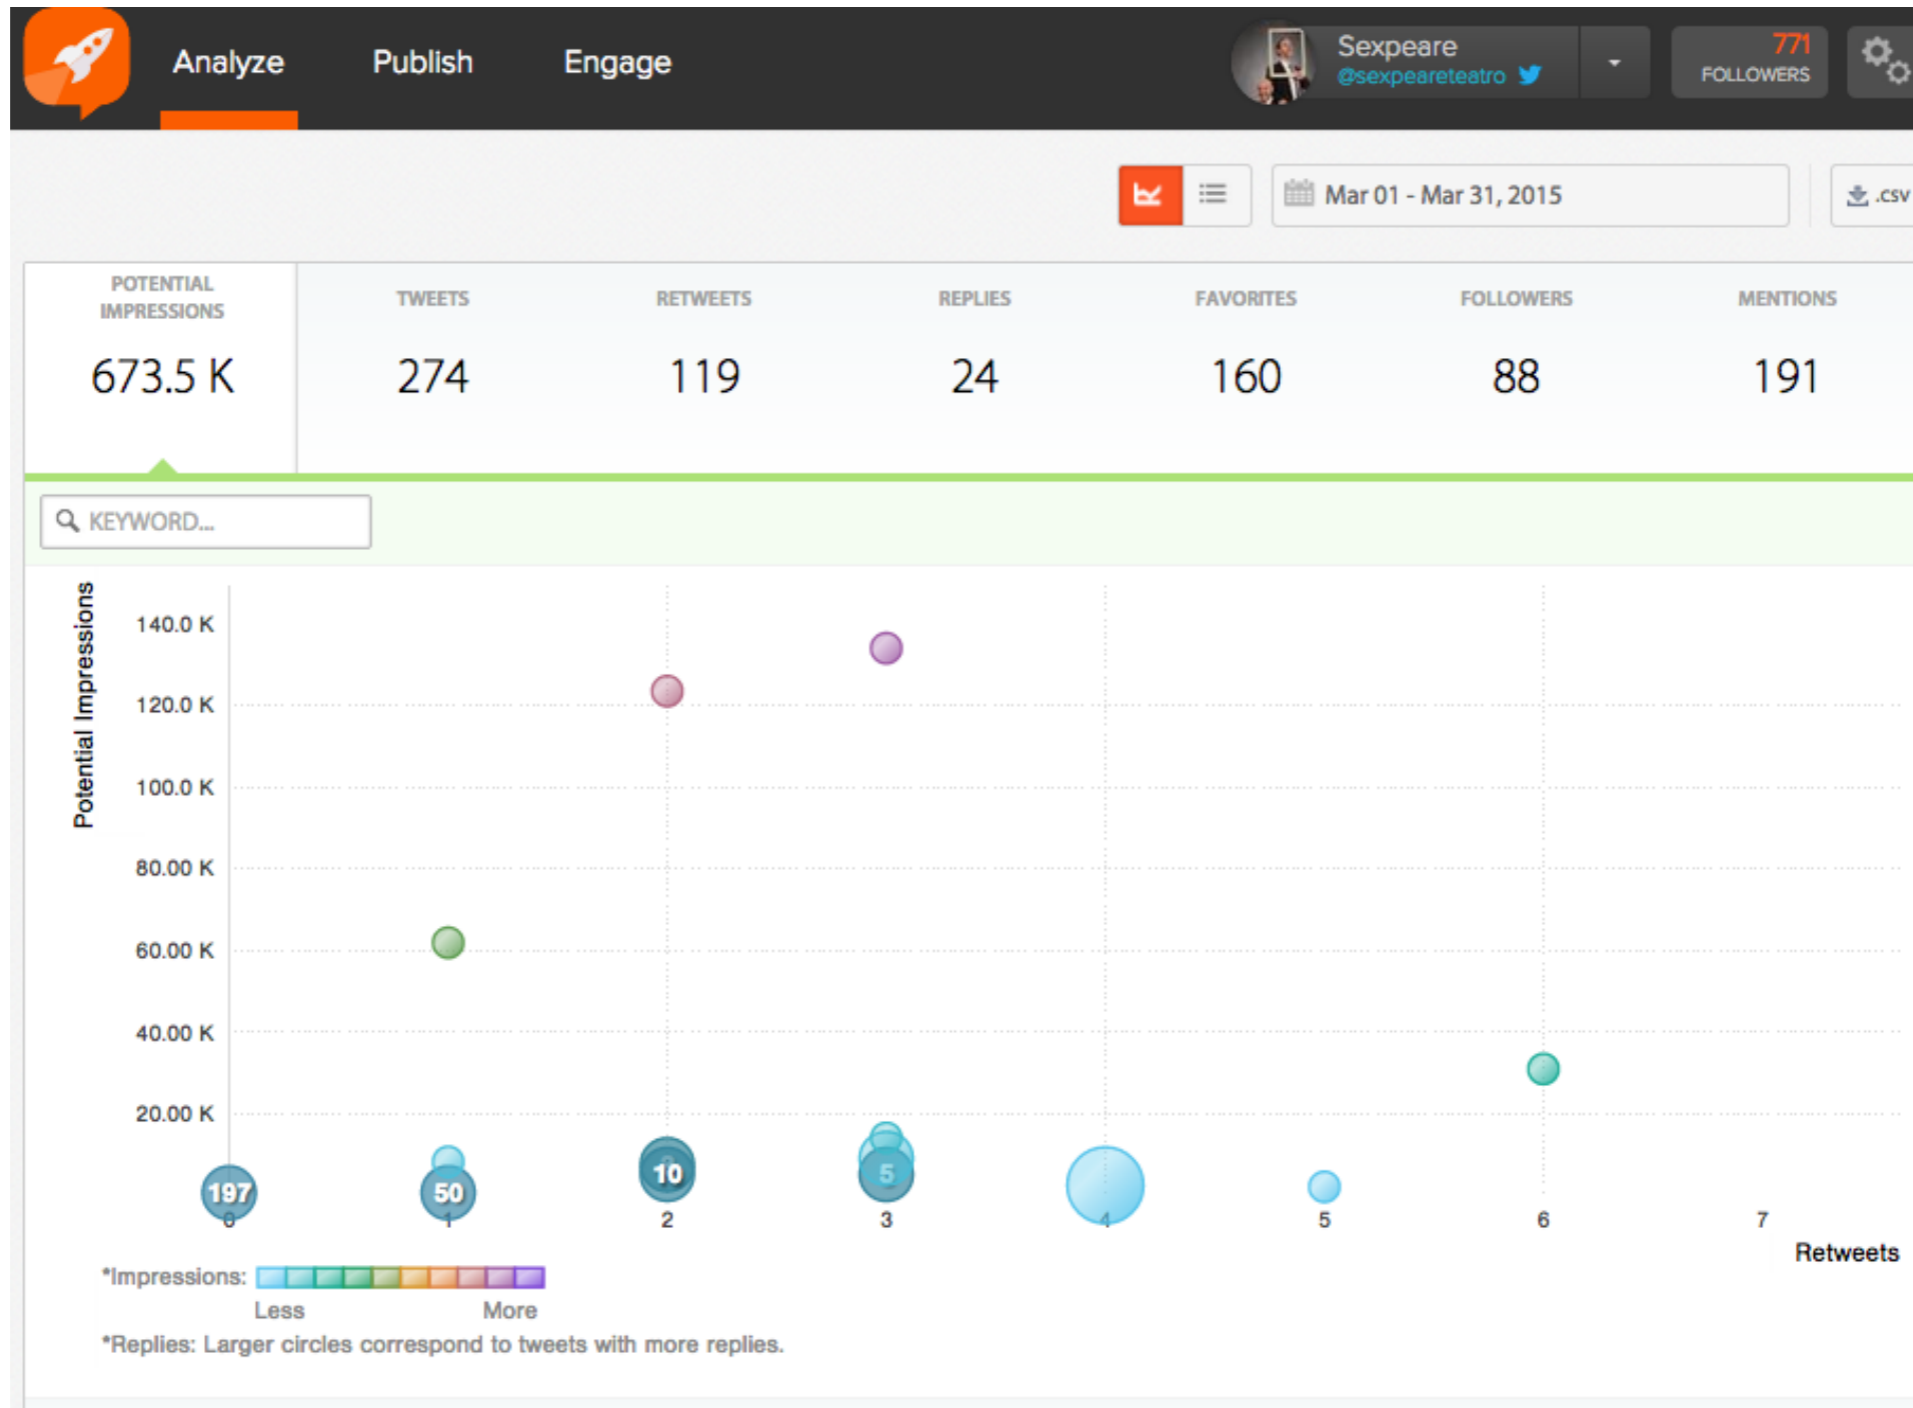 Analyze Publish Engage
Sexpeare
@sexpeareteatro
771
FOLLOWERS
Mar 01 - Mar 31, 2015
.csv
POTENTIAL
IMPRESSIONS
673.5 K
TWEETS
274
RETWEETS
119
REPLIES
24
FAVORITES
160
FOLLOWERS
88
MENTIONS
191
KEYWORD...
Potential Impressions
140.0 K
120.0 K
100.0 K
80.00 K
60.00 K
40.00 K
20.00 K
197
50
10
5
0 1 2 3 4 5 6 7
Retweets
*Impressions:
Less More
*Replies: Larger circles correspond to tweets with more replies.